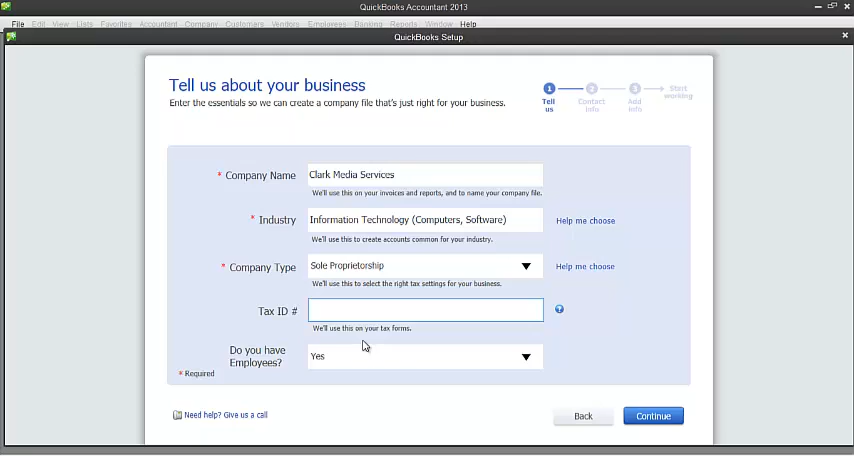 QuickBooks Accountant 2013
File Edit View Lists Favorites Accountant Company Customers Vendors Employees Banking Reports Window Help
QuickBooks Setup
Tell us about your business
Enter the essentials so we can create a company file that's just right for your business.
1 2 3 Start working
Tell us Contact info Add info
* Company Name Clark Media Services
We'll use this on your invoices and reports, and to name your company file.
* Industry Information Technology (Computers, Software) Help me choose
We'll use this to create accounts common for your industry.
* Company Type Sole Proprietorship Help me choose
We'll use this to select the right tax settings for your business.
Tax ID # ?
We'll use this on your tax forms.
Do you have Employees? Yes
* Required
Need help? Give us a call Back Continue